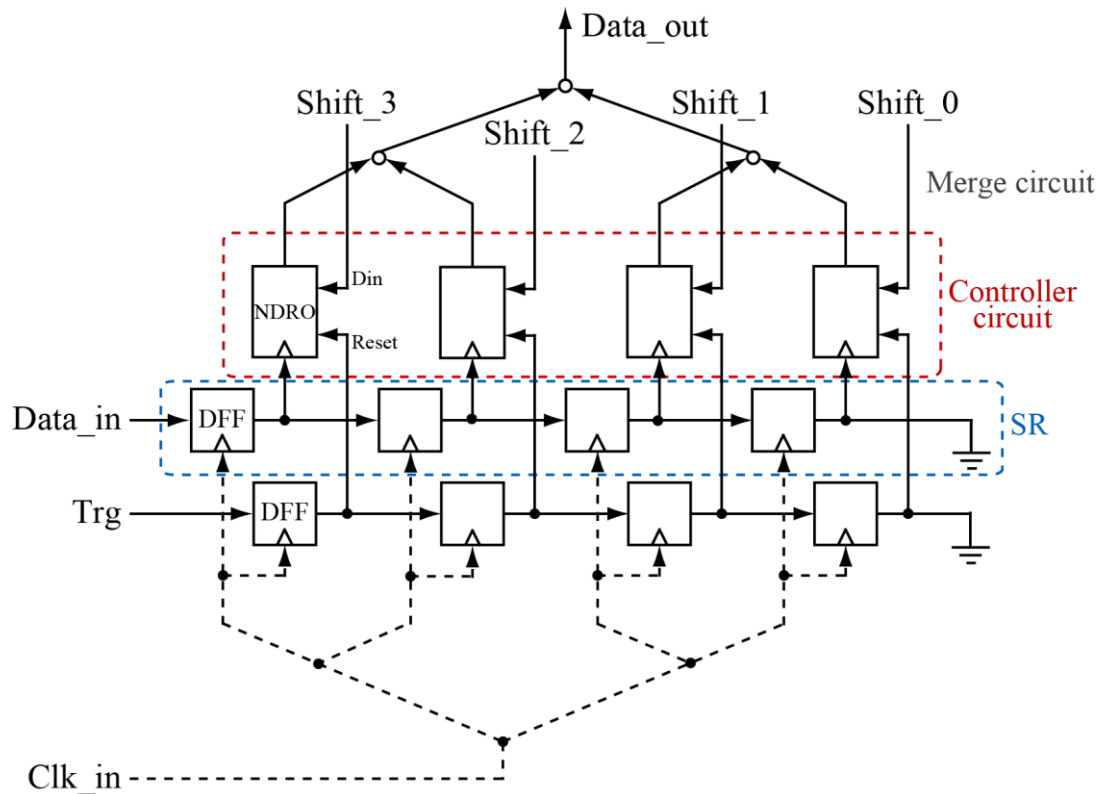 Data_out
Shift_3
Shift_2
Shift_1
Shift_0
Merge circuit
Din
NDRO
Reset
Controller
circuit
Data_in
DFF
SR
Trg
DFF
Clk_in